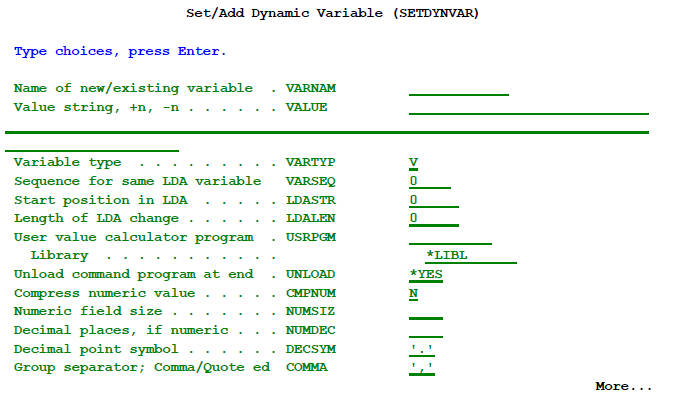 Set/Add Dynamic Variable (SETDYNVAR)
Type choices, press Enter.
Name of new/existing variable . VARNAM
Value string, +n, -n . . . . . . VALUE
Variable type . . . . . . . . . VARTYP V
Sequence for same LDA variable VARSEQ 0
Start position in LDA . . . . . LDASTR 0
Length of LDA change . . . . . . LDALEN 0
User value calculator program . USRPGM
Library . . . . . . . . . . . *LIBL
Unload command program at end . UNLOAD *YES
Compress numeric value . . . . . CMPNUM N
Numeric field size . . . . . . . NUMSIZ
Decimal places, if numeric . . . NUMDEC
Decimal point symbol . . . . . . DECSYM '.'
Group separator; Comma/Quote ed COMMA ','
More...